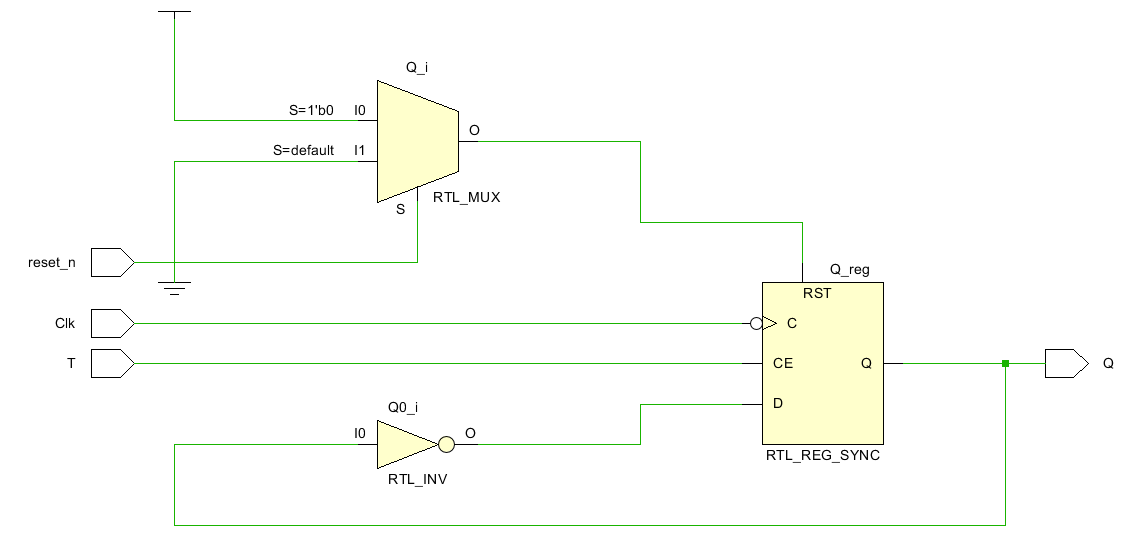 Q_i
S=1'b0 I0
O
S=default I1
RTL_MUX
S
reset_n
Q_reg
RST
Clk
C
T
CE
Q
Q
D
Q0_i
I0
O
RTL_REG_SYNC
RTL_INV